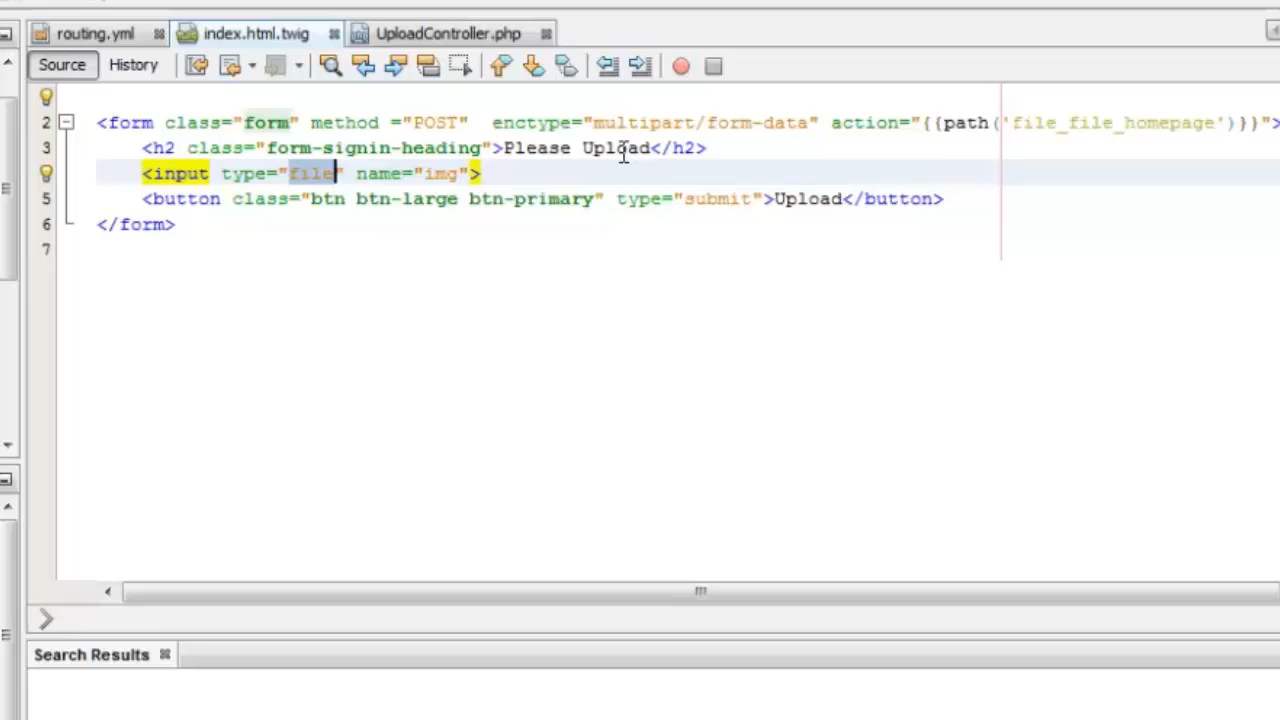 routing.yml index.html.twig UploadController.php
Source History
2 <form class="form" method ="POST"  enctype="multipart/form-data" action="{{path('file_file_homepage')}}">
3 <h2 class="form-signin-heading">Please Upload</h2>
<input type="file" name="img">
5 <button class="btn btn-large btn-primary" type="submit">Upload</button>
6 </form>
7
Search Results